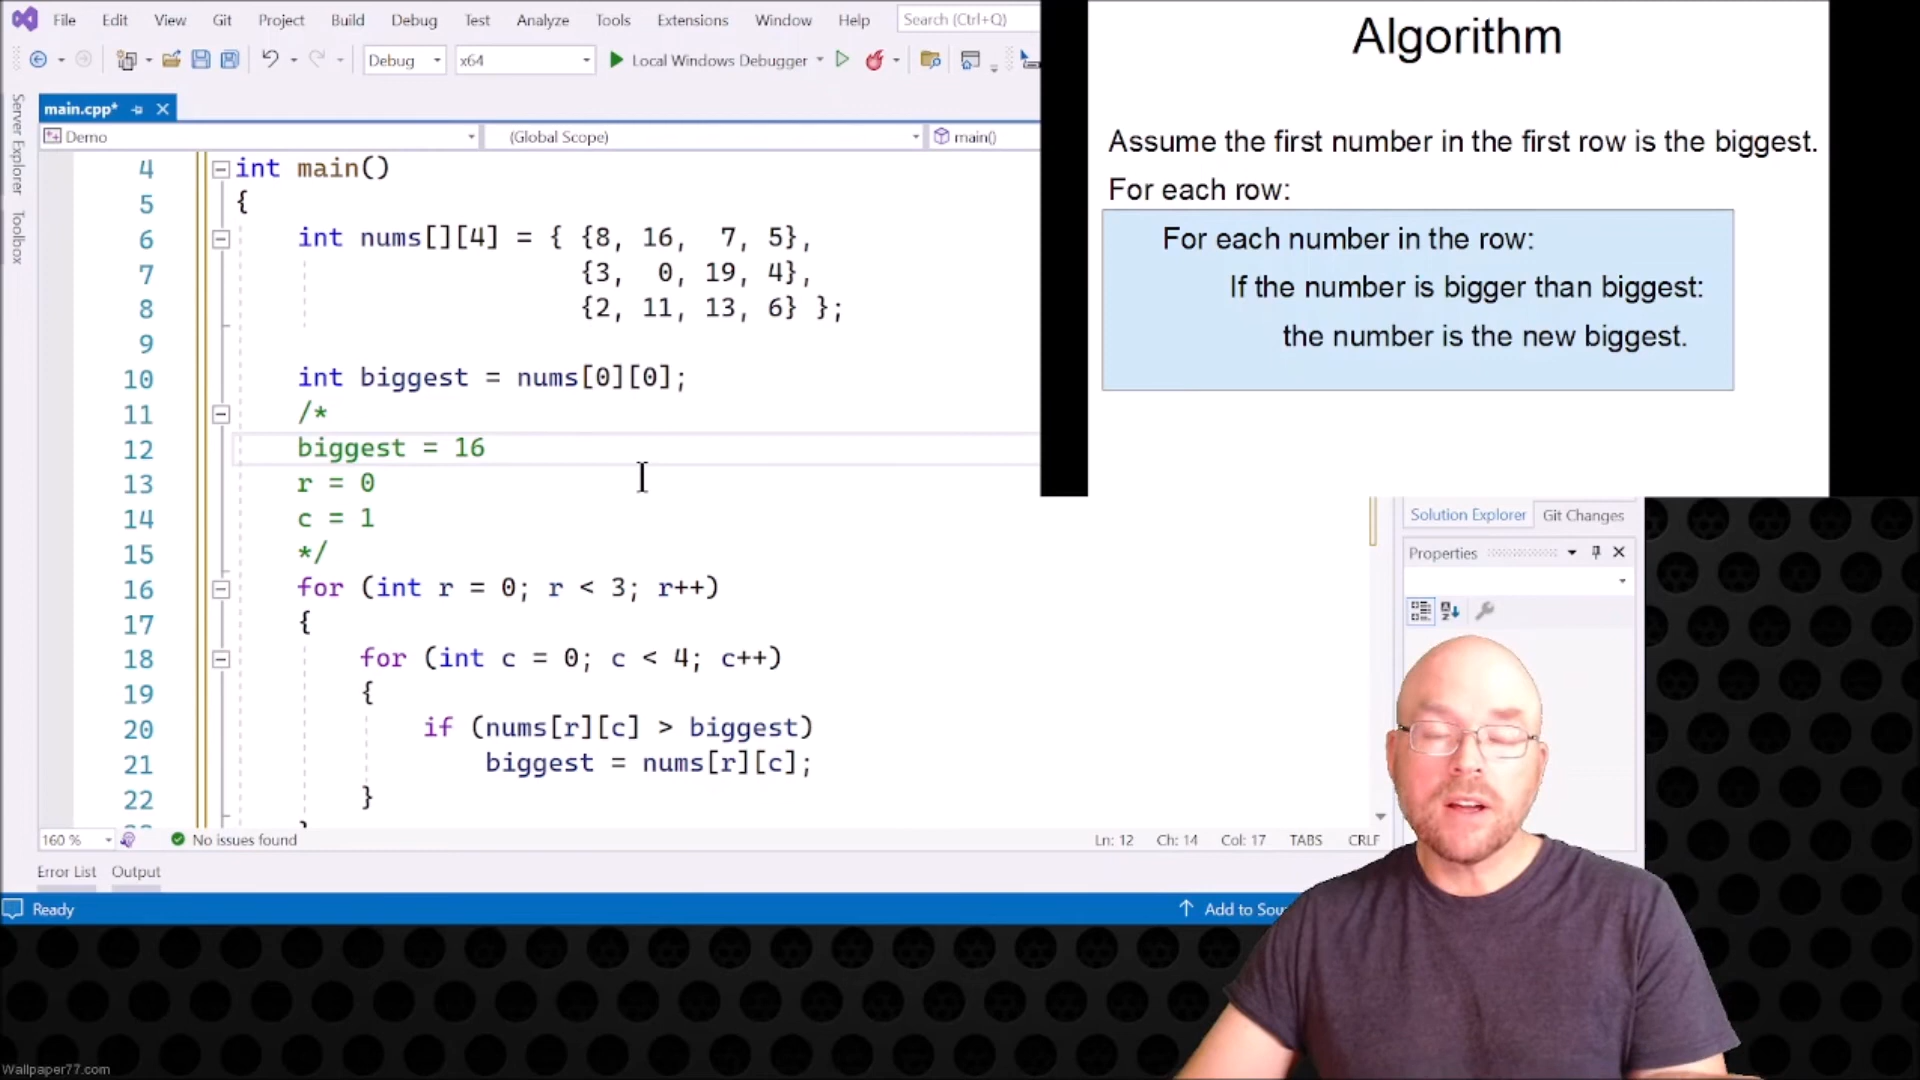 File Edit View Git Project Build Debug Test Analyze Tools Extensions Window Help Search (Ctrl+Q)
Debug x64 Local Windows Debugger
main.cpp*
Demo (Global Scope) main()
Server Explorer
Toolbox
4 int main()
5 {
6 int nums[][4] = { {8, 16, 7, 5},
7 {3, 0, 19, 4},
8 {2, 11, 13, 6} };
9
10 int biggest = nums[0][0];
11 /*
12 biggest = 16
13 r = 0
14 c = 1
15 */
16 for (int r = 0; r < 3; r++)
17 {
18 for (int c = 0; c < 4; c++)
19 {
20 if (nums[r][c] > biggest)
21 biggest = nums[r][c];
22 }
160 % No issues found Ln: 12 Ch: 14 Col: 17 TABS CRLF
Error List Output
Ready Add to Sou
Algorithm
Assume the first number in the first row is the biggest.
For each row:
For each number in the row:
If the number is bigger than biggest:
the number is the new biggest.
Solution Explorer Git Changes
Properties
Wallpaper77.com